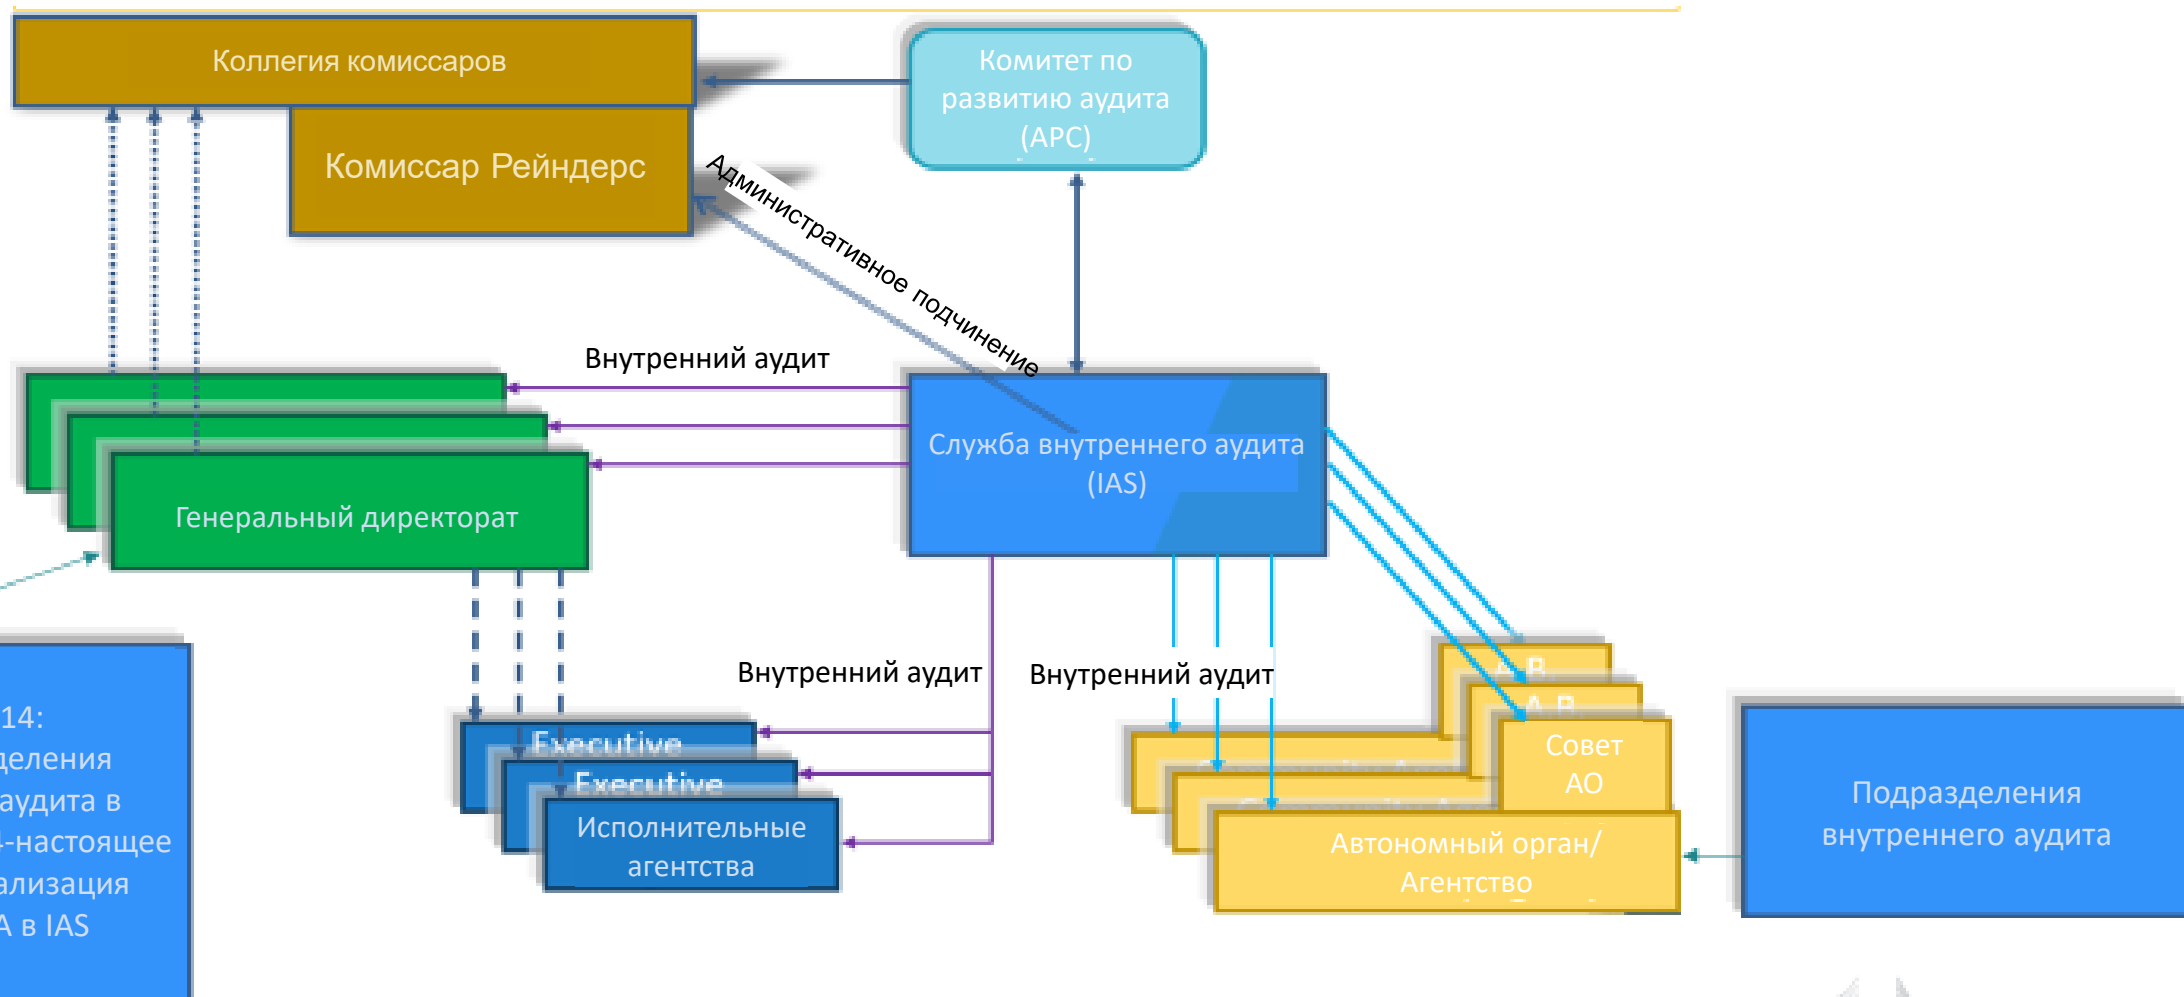 Коллегия комиссаров
Комитет по
развитию аудита
(APC)
Комиссар Рейндерс
Административное подчинение
Внутренний аудит
Служба внутреннего аудита
(IAS)
Генеральный директорат
Внутренний аудит
Внутренний аудит
14:
аудита в
настоящее
А в IAS
Executive
Executive
Исполнительные
агентства
A.B.
A.B.
Совет
АО
Автономный орган/
Агентство
Подразделения
внутреннего аудита